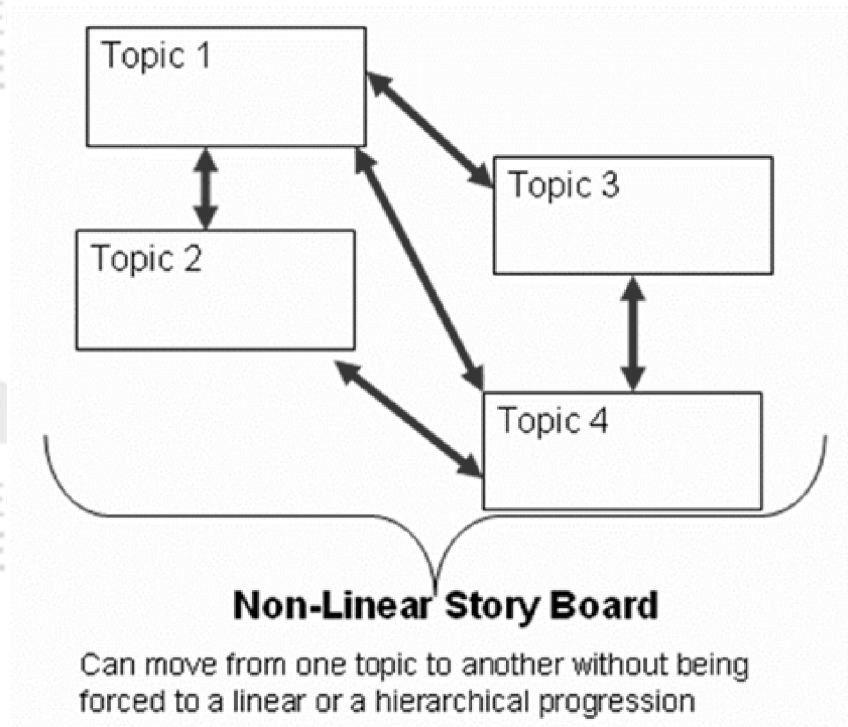 Topic 1
Topic 3
Topic 2
Topic 4
Non-Linear Story Board
Can move from one topic to another without being
forced to a linear or a hierarchical progression